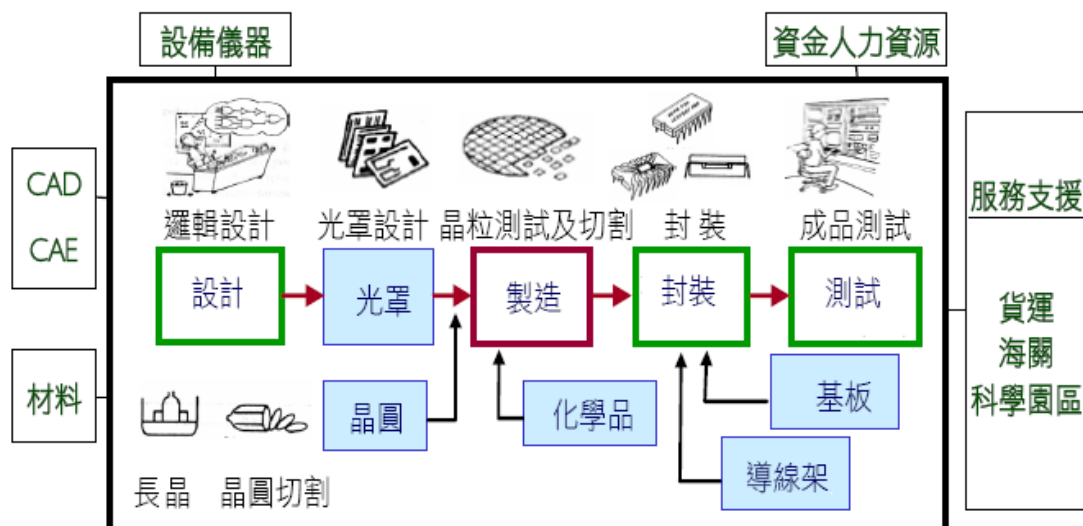 設備儀器
資金人力資源
CAD
CAE
材料
邏輯設計
光罩設計
晶粒測試及切割
封 裝
成品測試
設計
光罩
製造
封裝
測試
晶圓
化學品
基板
導線架
長晶
晶圓切割
服務支援
貨運
海關
科學園區